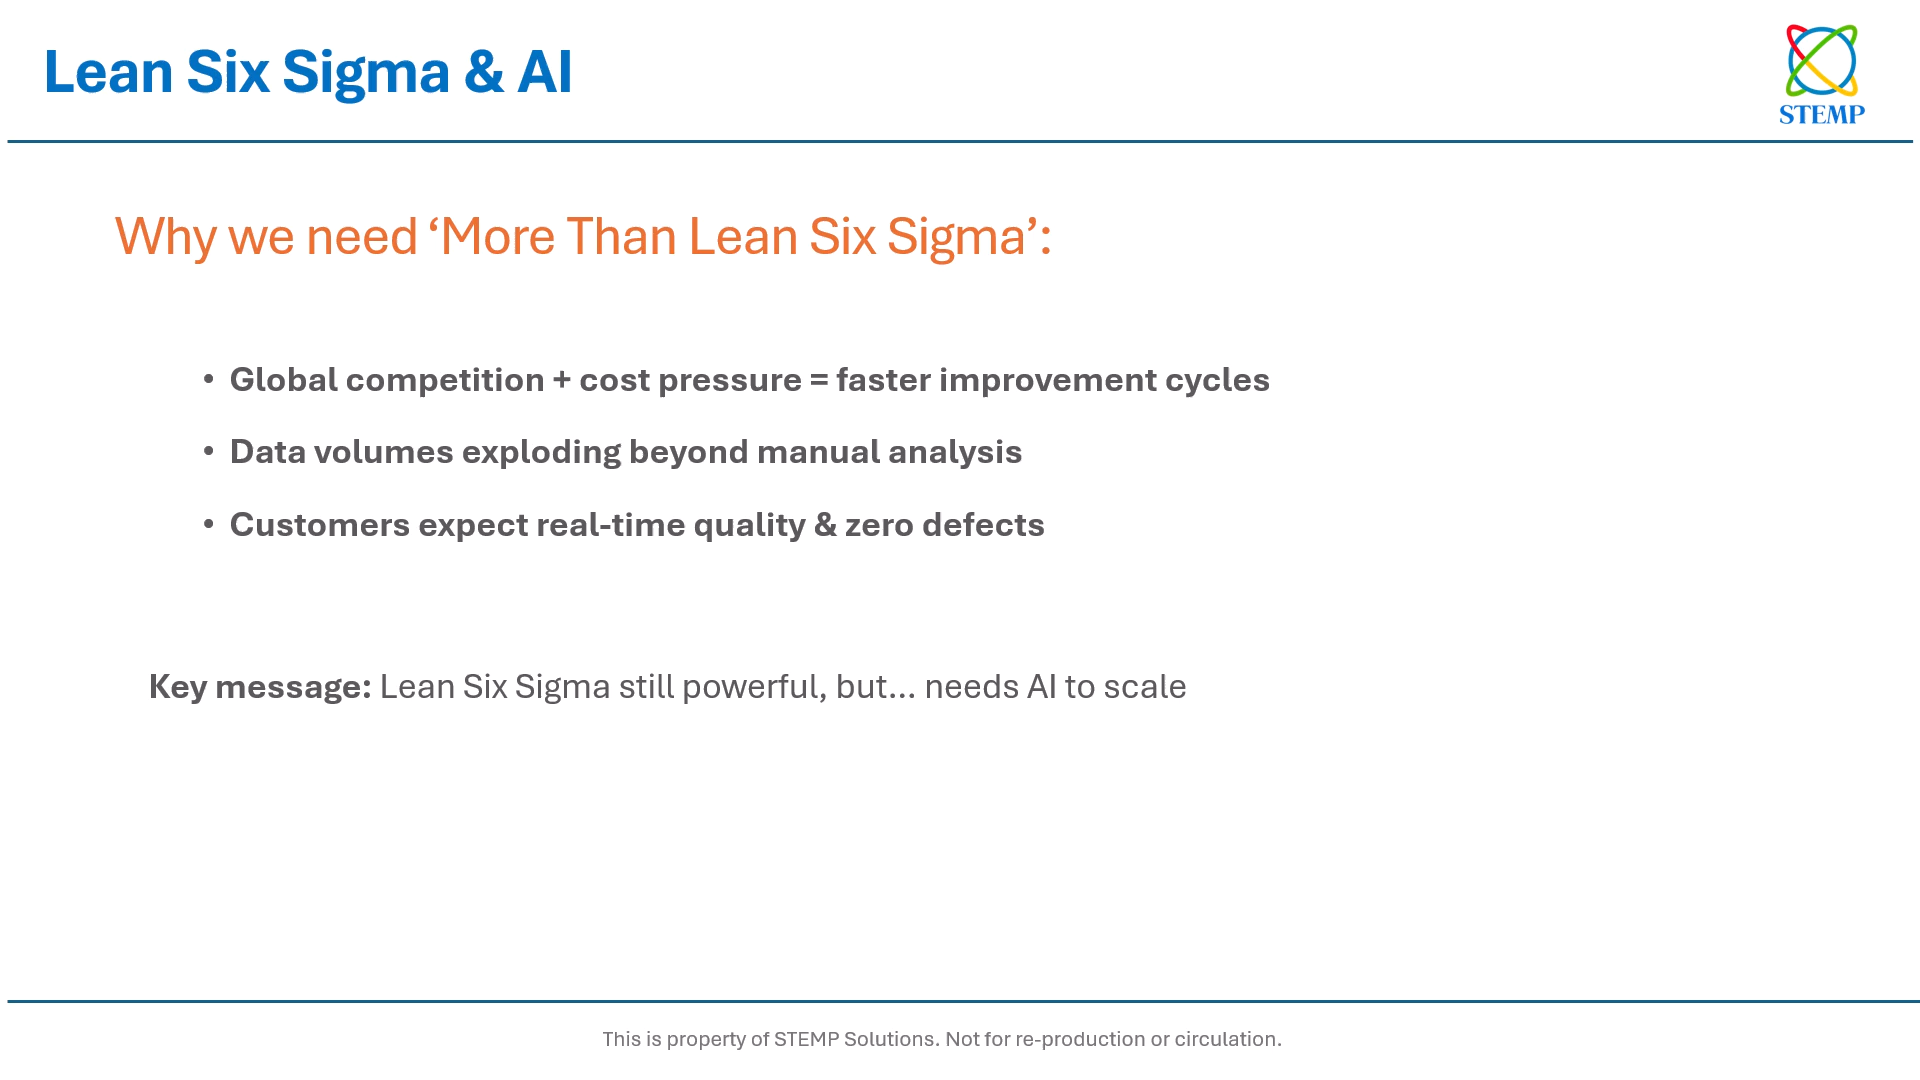 Lean Six Sigma & AI
STEMP
Why we need ‘More Than Lean Six Sigma’:
• Global competition + cost pressure = faster improvement cycles
• Data volumes exploding beyond manual analysis
• Customers expect real-time quality & zero defects
Key message: Lean Six Sigma still powerful, but... needs AI to scale
This is property of STEMP Solutions. Not for re-production or circulation.